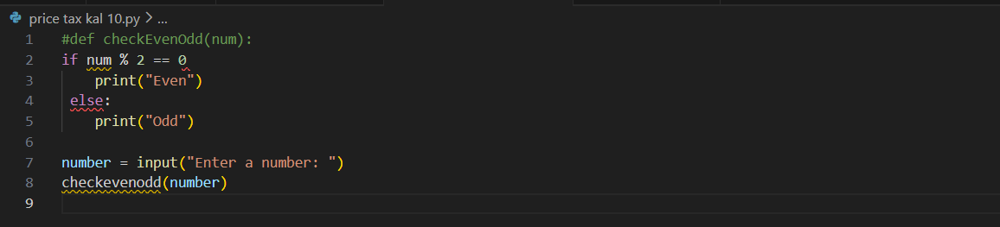 price tax kal 10.py > ...
1 #def checkEvenOdd(num):
2 if num % 2 == 0
3     print("Even")
4  else:
5     print("Odd")
6
7 number = input("Enter a number: ")
8 checkevenodd(number)
9